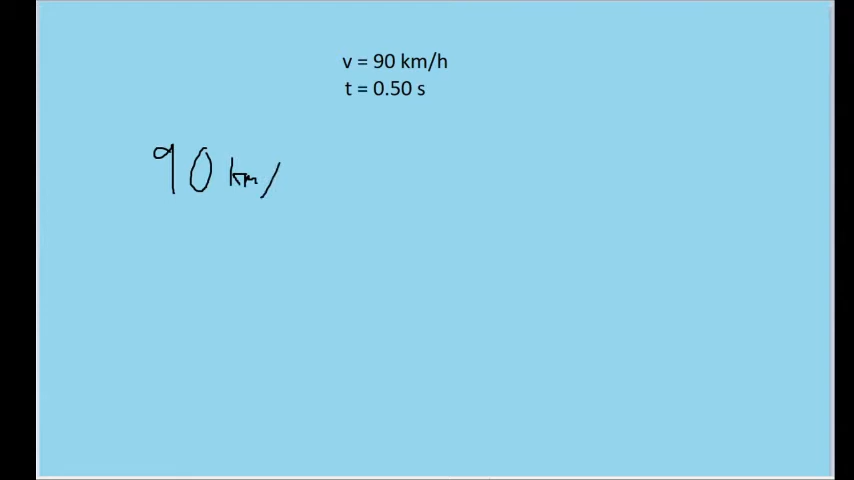 v = 90 km/h
t = 0.50 s
90 km/